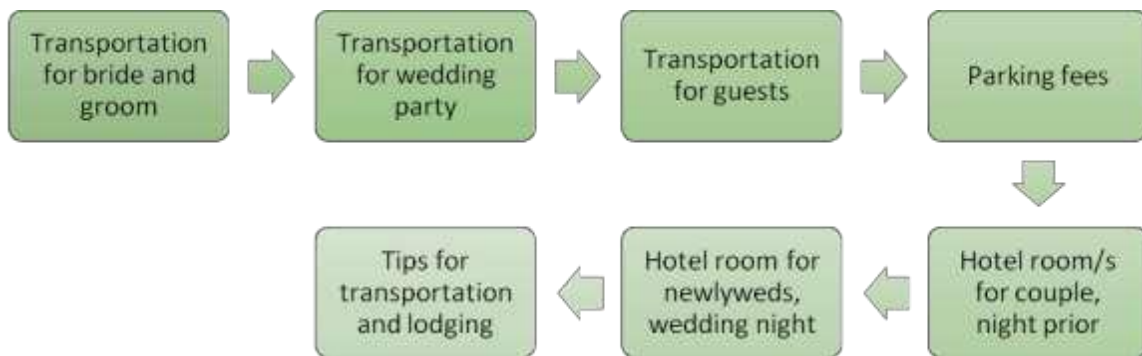 Transportation
for bride and
groom
Transportation
for wedding
party
Transportation
for guests
Parking fees
Hotel room/s
for couple,
night prior
Hotel room for
newlyweds,
wedding night
Tips for
transportation
and lodging